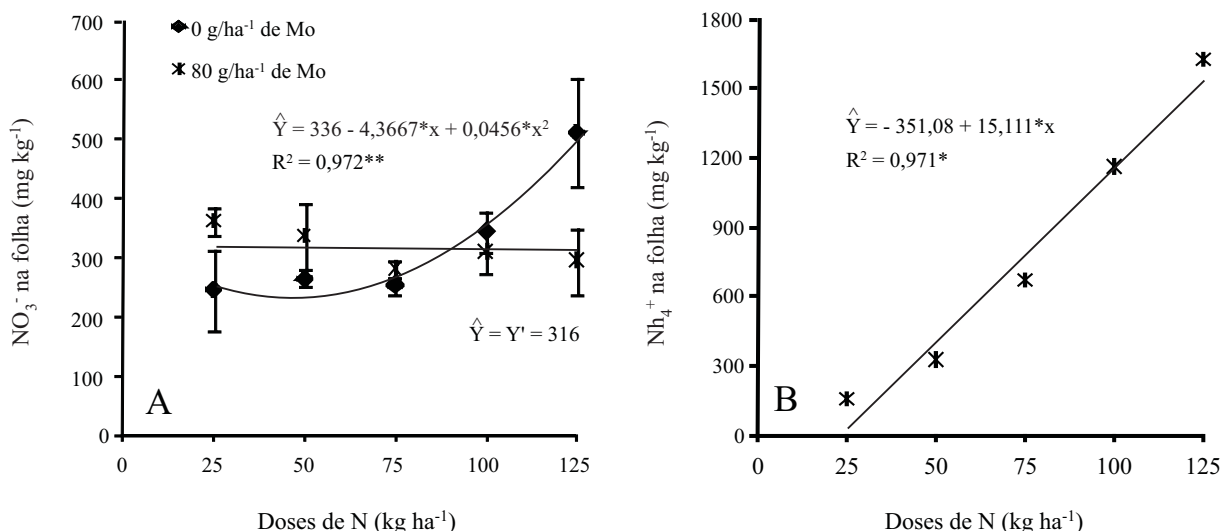 700
600
500
400
300
200
100
0
NO₃⁻ na folha (mg kg⁻¹)
0 g/ha⁻¹ de Mo
80 g/ha⁻¹ de Mo
Ŷ = 336 - 4,3667*x + 0,0456*x²
R² = 0,972**
Ŷ = Y' = 316
A
0 25 50 75 100 125
Doses de N (kg ha⁻¹)
1800
1500
1200
900
600
300
0
Nh₄⁺ na folha (mg kg⁻¹)
Ŷ = - 351,08 + 15,111*x
R² = 0,971*
B
0 25 50 75 100 125
Doses de N (kg ha⁻¹)